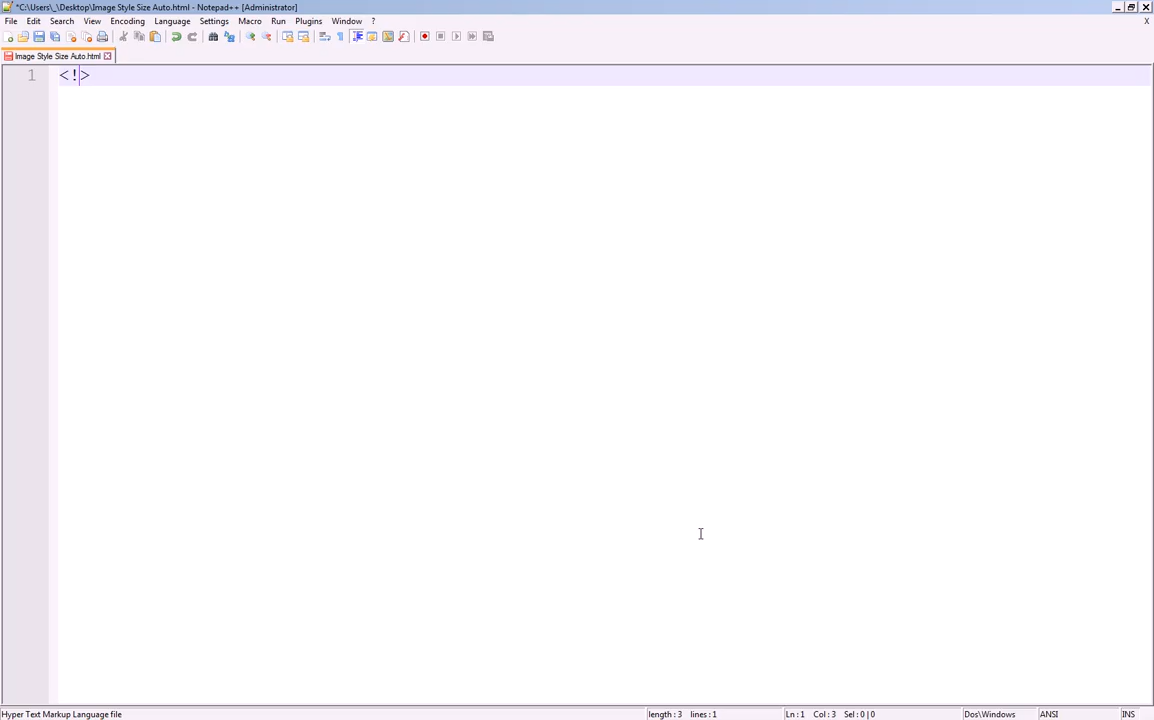 *C:\Users\_\Desktop\Image Style Size Auto.html - Notepad++ [Administrator]
File Edit Search View Encoding Language Settings Macro Run Plugins Window ? X
Image Style Size Auto.html
1 <!>
Hyper Text Markup Language file length : 3 lines : 1 Ln : 1 Col : 3 Sel : 0 | 0 Dos\Windows ANSI INS